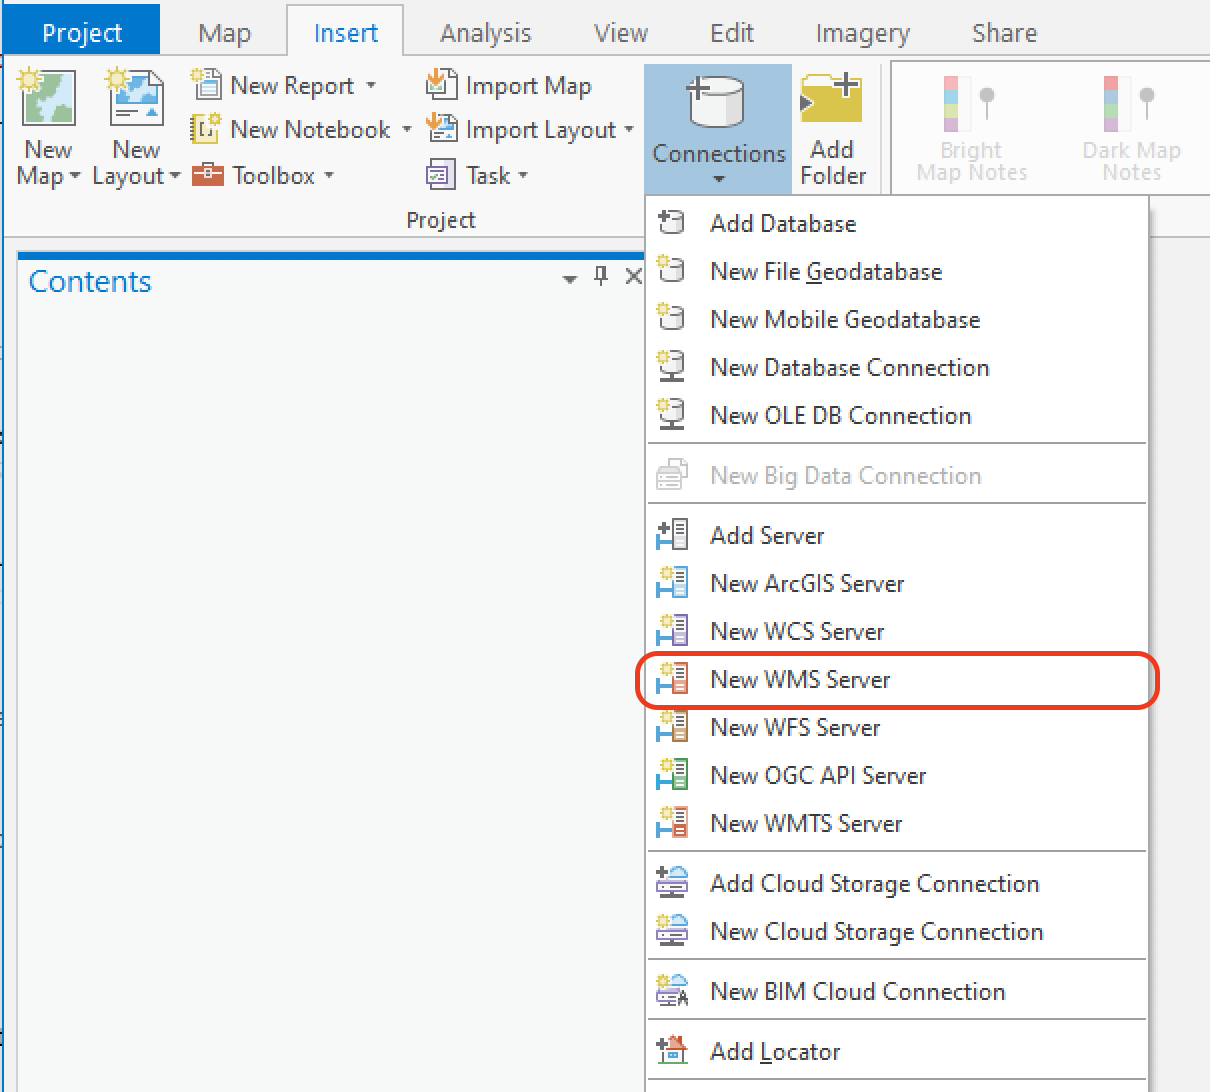 Project
Map
Insert
Analysis
View
Edit
Imagery
Share
New
Map
New
Layout
New Report
New Notebook
Toolbox
Import Map
Import Layout
Task
Connections
Add
Folder
Bright
Map Notes
Dark Map
Notes
Project
Contents
Add Database
New File Geodatabase
New Mobile Geodatabase
New Database Connection
New OLE DB Connection
New Big Data Connection
Add Server
New ArcGIS Server
New WCS Server
New WMS Server
New WFS Server
New OGC API Server
New WMTS Server
Add Cloud Storage Connection
New Cloud Storage Connection
New BIM Cloud Connection
Add Locator